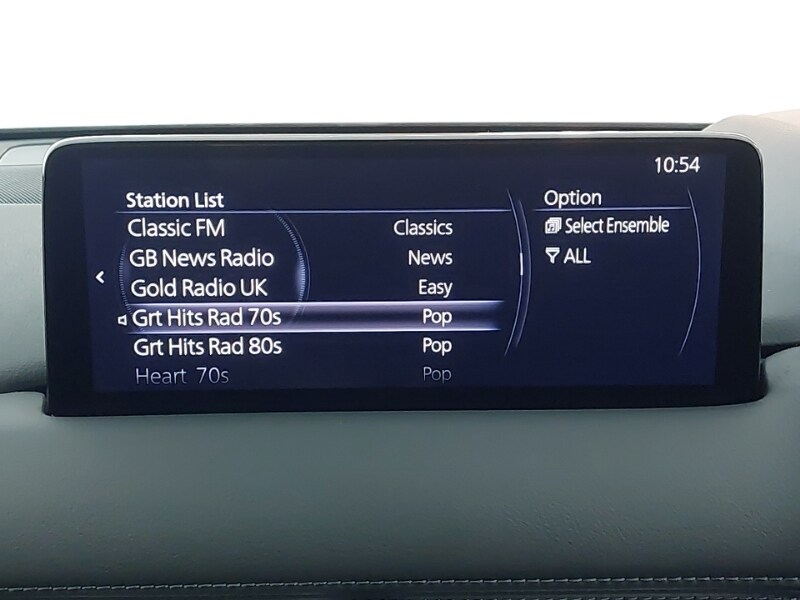 10:54
Station List
Classic FM Classics
GB News Radio News
Gold Radio UK Easy
Grt Hits Rad 70s Pop
Grt Hits Rad 80s Pop
Heart 70s Pop
Option
Select Ensemble
ALL